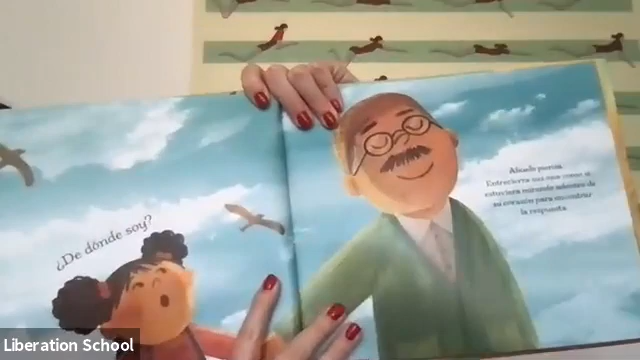 ¿De dónde soy?
Abuelo piensa.
Entrecierra sus ojos como si
estuviera mirando adentro de
su corazón para encontrar
la respuesta.
Liberation School